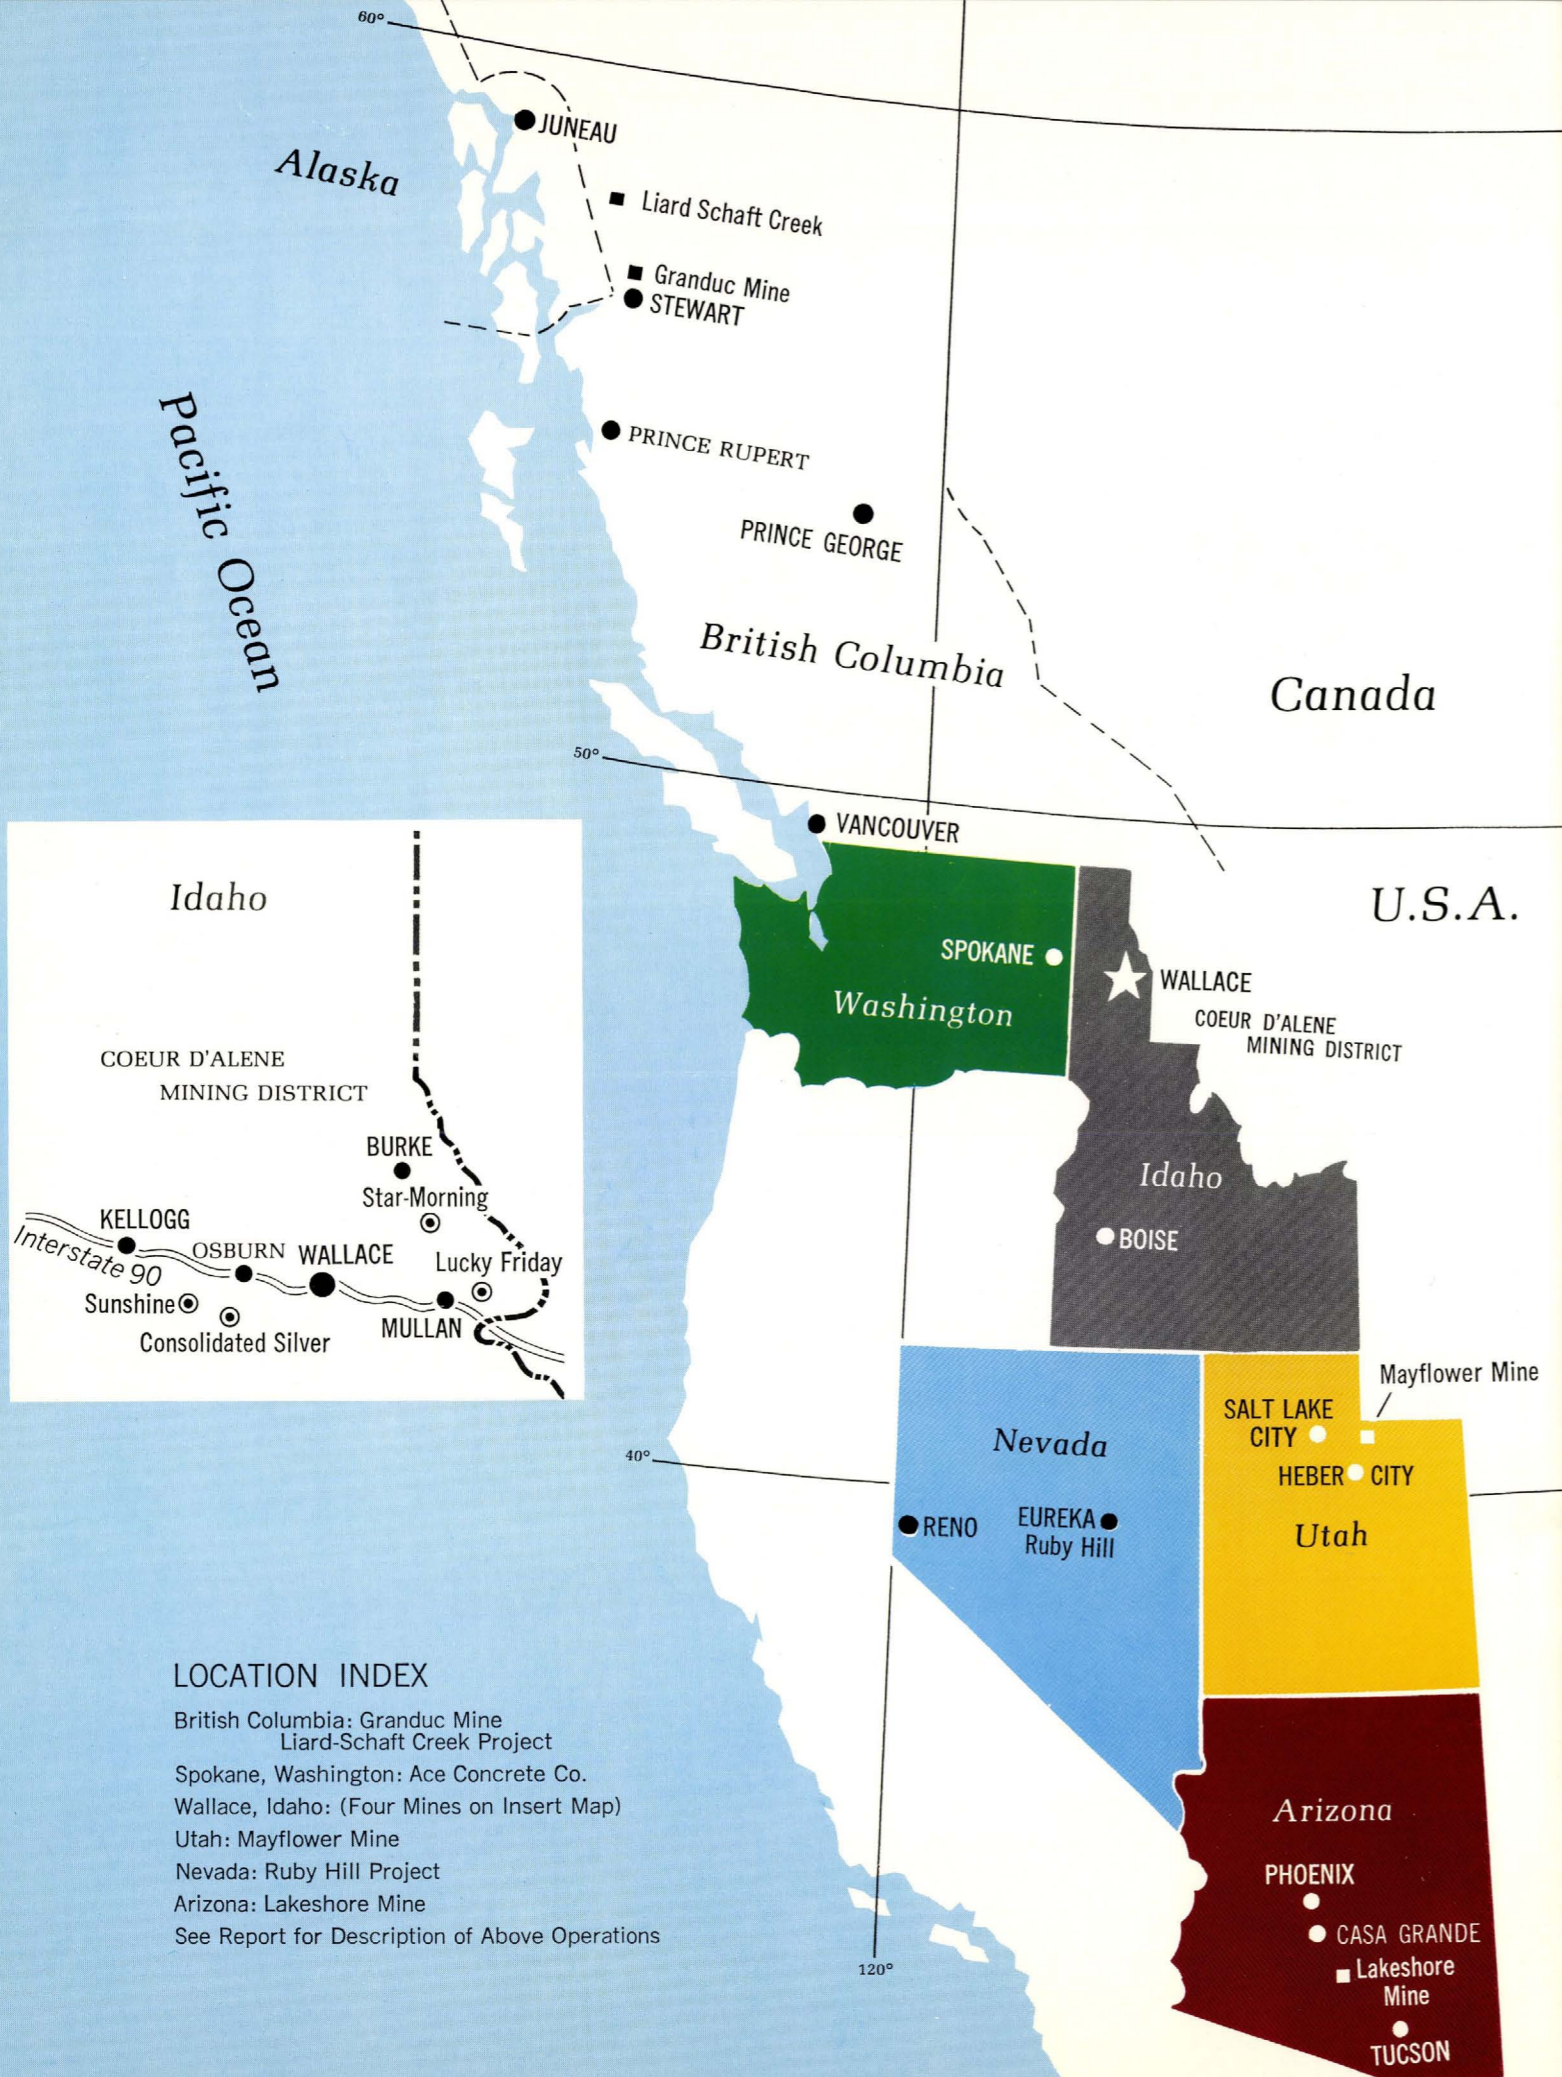 60°
JUNEAU
Alaska
Liard Schaft Creek
Granduc Mine
STEWART
Pacific Ocean
PRINCE RUPERT
PRINCE GEORGE
British Columbia
Canada
50°
VANCOUVER
U.S.A.
SPOKANE
Washington
WALLACE
COEUR D'ALENE
MINING DISTRICT
Idaho
BOISE
Idaho
COEUR D'ALENE
MINING DISTRICT
BURKE
Star-Morning
KELLOGG
Interstate 90
OSBURN
WALLACE
Lucky Friday
Sunshine
MULLAN
Consolidated Silver
Mayflower Mine
SALT LAKE
CITY
HEBER CITY
Utah
Nevada
40°
RENO
EUREKA
Ruby Hill
Arizona
PHOENIX
CASA GRANDE
Lakeshore
Mine
TUCSON
120°
LOCATION INDEX
British Columbia: Granduc Mine
Liard-Schaft Creek Project
Spokane, Washington: Ace Concrete Co.
Wallace, Idaho: (Four Mines on Insert Map)
Utah: Mayflower Mine
Nevada: Ruby Hill Project
Arizona: Lakeshore Mine
See Report for Description of Above Operations